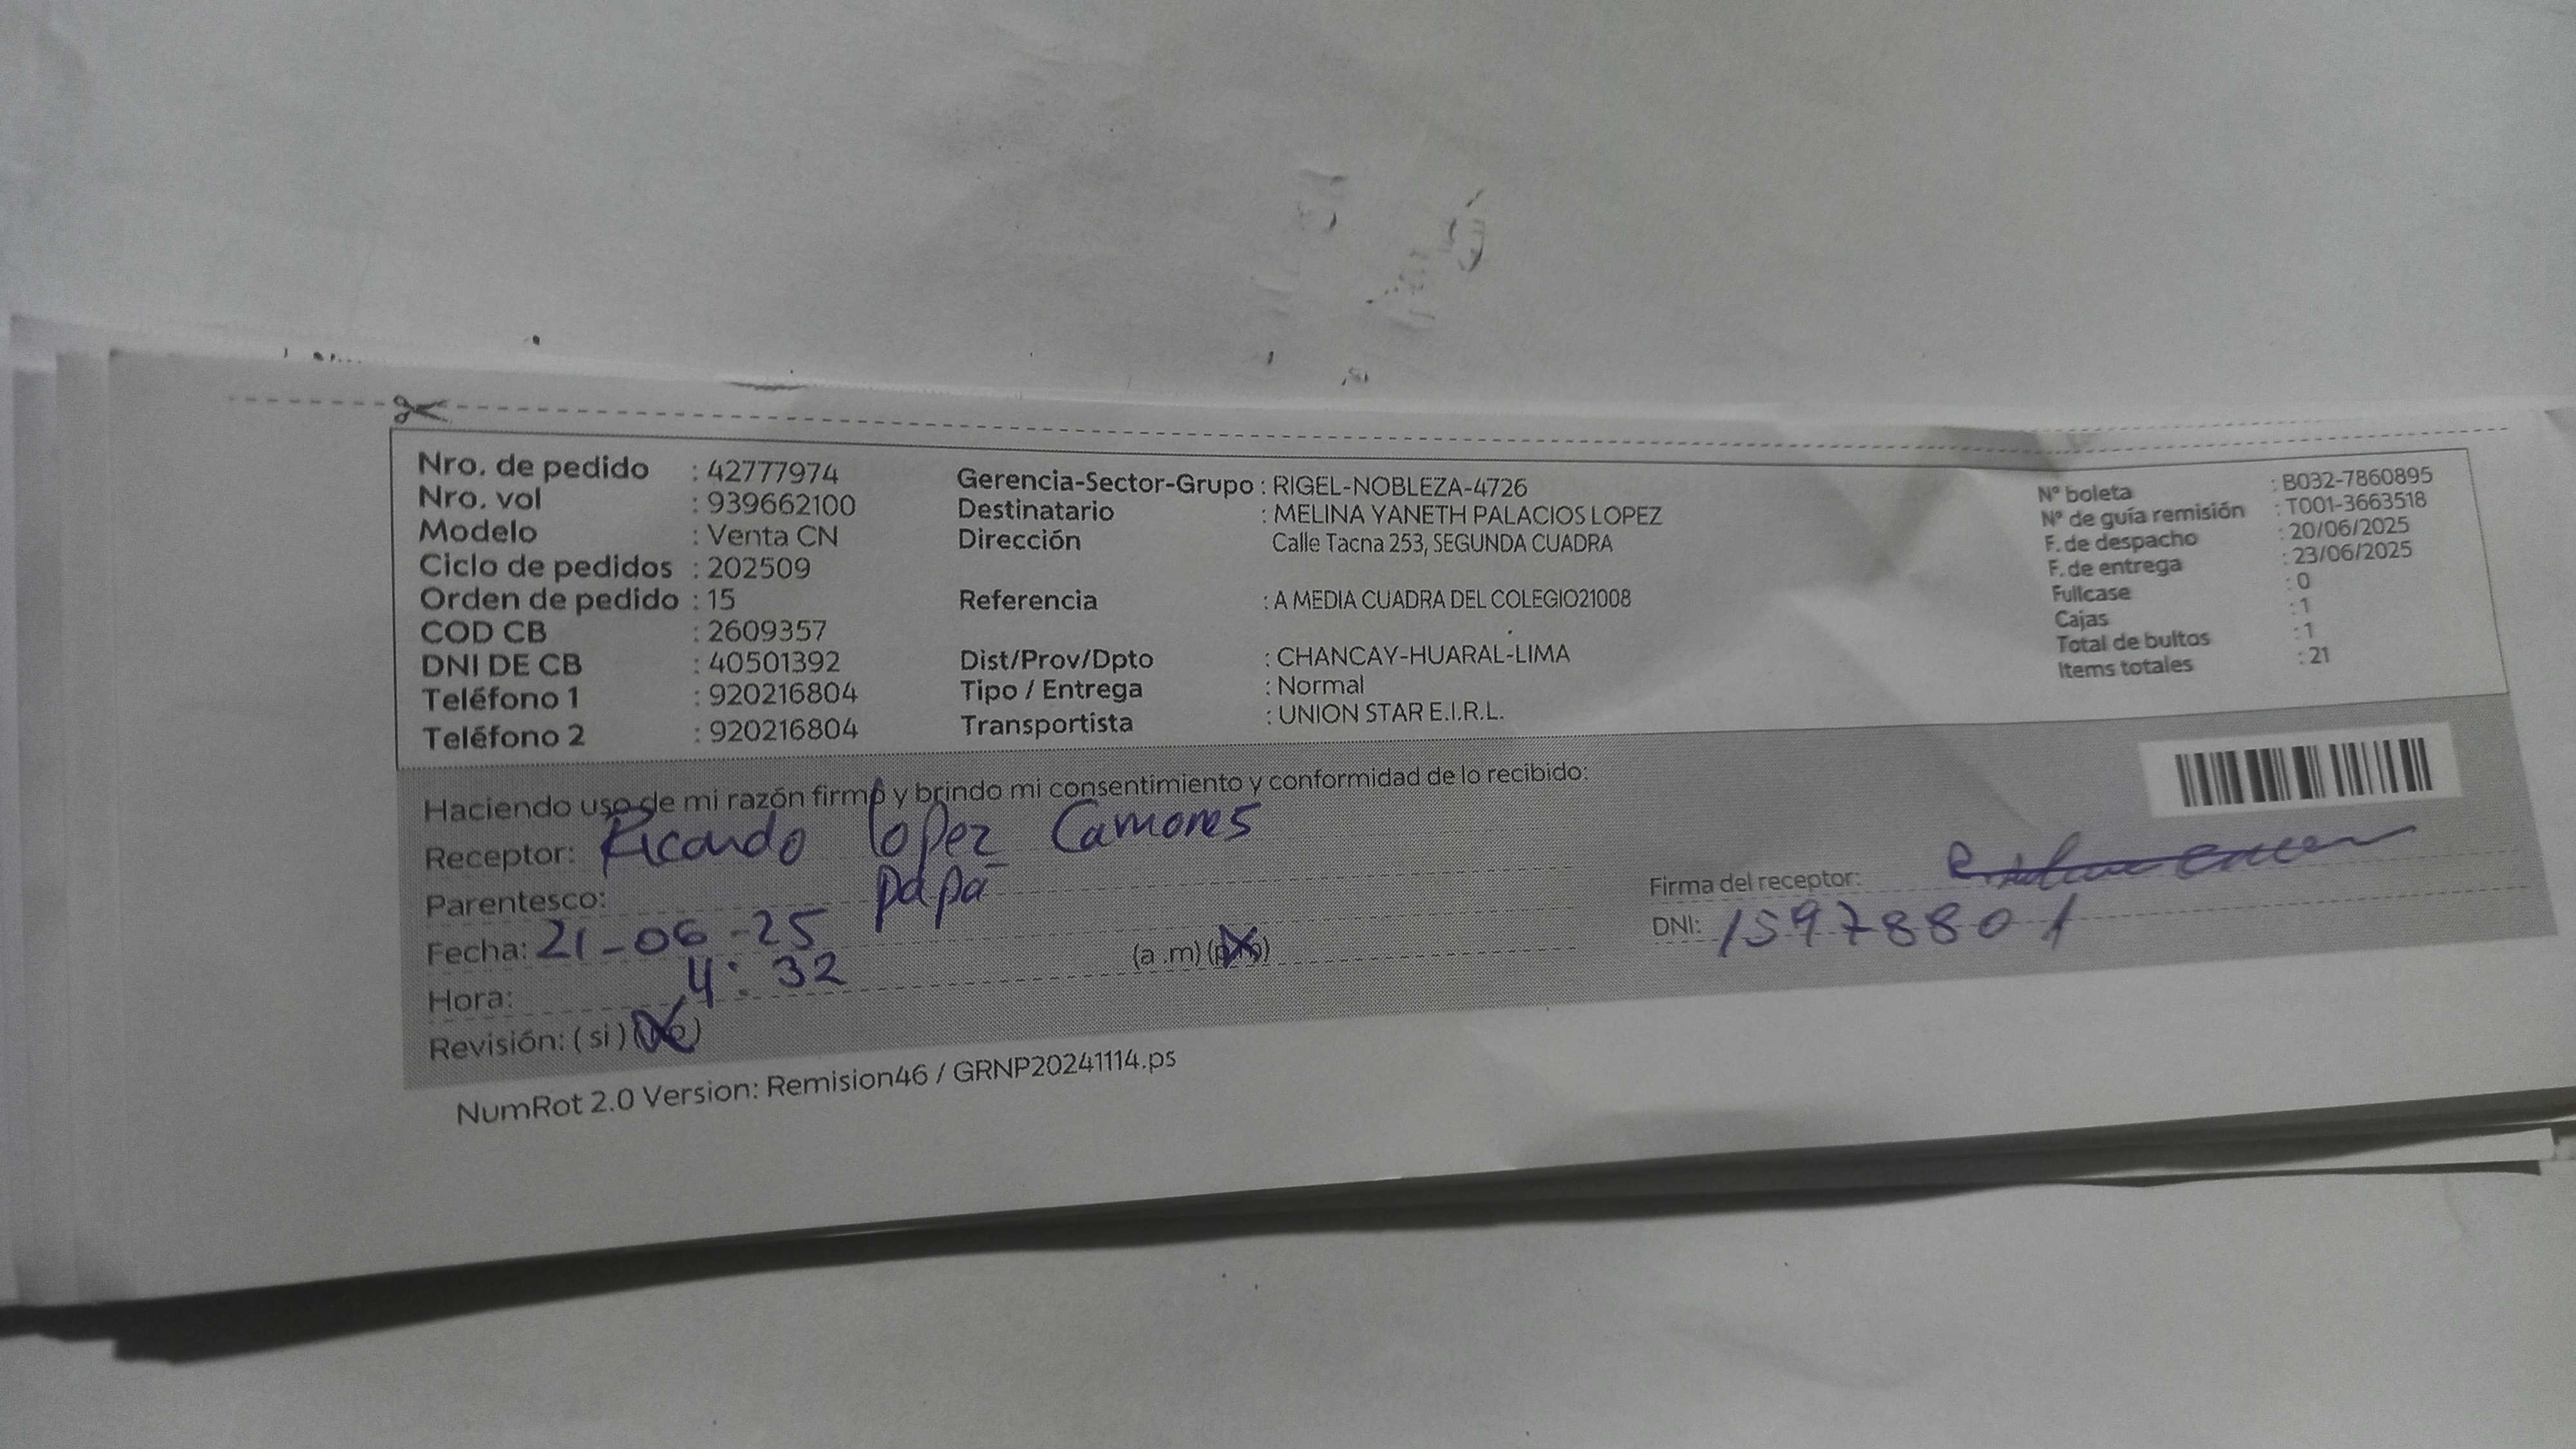 Nro. de pedido : 42777974
Nro. vol : 939662100
Modelo : Venta CN
Ciclo de pedidos : 202509
Orden de pedido : 15
COD CB : 2609357
DNI DE CB : 40501392
Teléfono 1 : 920216804
Teléfono 2 : 920216804
Gerencia-Sector-Grupo : RIGEL-NOBLEZA-4726
Destinatario : MELINA YANETH PALACIOS LOPEZ
Dirección Calle Tacna 253, SEGUNDA CUADRA
Referencia : A MEDIA CUADRA DEL COLEGIO21008
Dist/Prov/Dpto : CHANCAY-HUARAL-LIMA
Tipo / Entrega : Normal
Transportista : UNION STAR E.I.R.L.
N° boleta : B032-7860895
N° de guía remisión : T001-3663518
F. de despacho : 20/06/2025
F. de entrega : 23/06/2025
Fullcase : 0
Cajas : 1
Total de bultos : 1
Items totales : 21
Haciendo uso de mi razón firmo y brindo mi consentimiento y conformidad de lo recibido:
Receptor: Ricardo lopez Camones
Parentesco: papa
Fecha: 21-06-25
Hora: 4:32 (a .m) (p.m)
Revisión: ( si ) (no)
Firma del receptor:
DNI: 15978801
NumRot 2.0 Version: Remision46 / GRNP20241114.ps